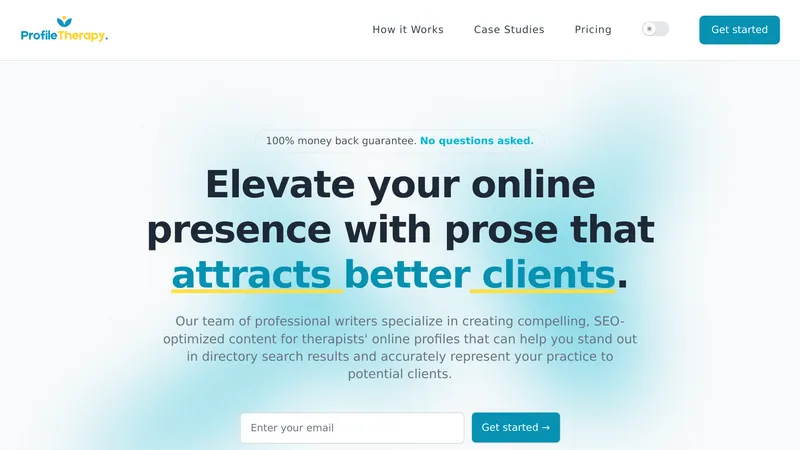 ProfileTherapy.
How it Works
Case Studies
Pricing
Get started
100% money back guarantee. No questions asked.
Elevate your online
presence with prose that
attracts better clients.
Our team of professional writers specialize in creating compelling, SEO-
optimized content for therapists' online profiles that can help you stand out
in directory search results and accurately represent your practice to
potential clients.
Enter your email
Get started →